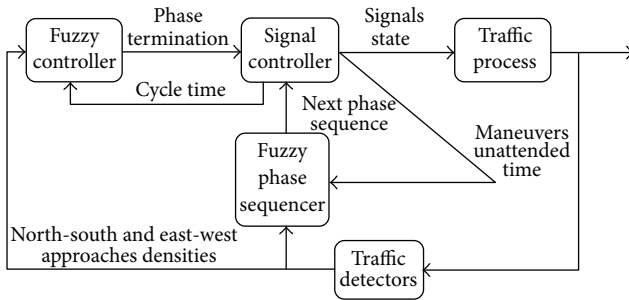 Fuzzy
controller
Phase
termination
Signal
controller
Signals
state
Traffic
process
Cycle time
Next phase
sequence
Maneuvers
unattended
time
Fuzzy
phase
sequencer
North-south and east-west
approaches densities
Traffic
detectors